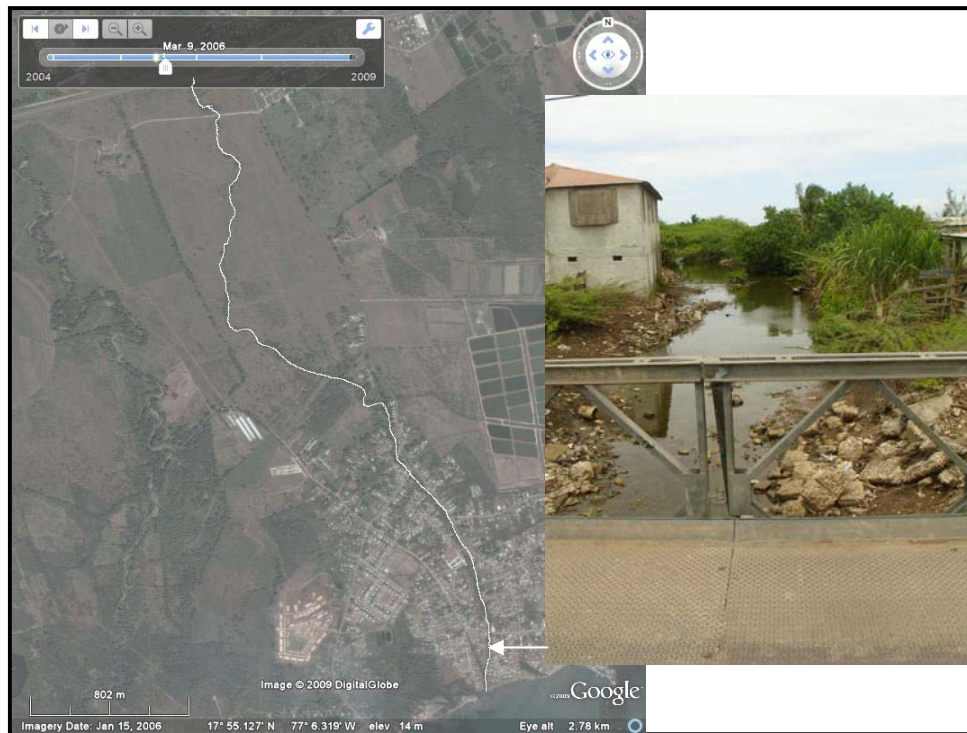 N
Mar 9, 2006
2004
2009
802 m
Image © 2009 DigitalGlobe
©2009 Google
Imagery Date: Jan 15, 2006
17° 55.127' N
77° 6.319' W
elev 14 m
Eye alt 2.78 km